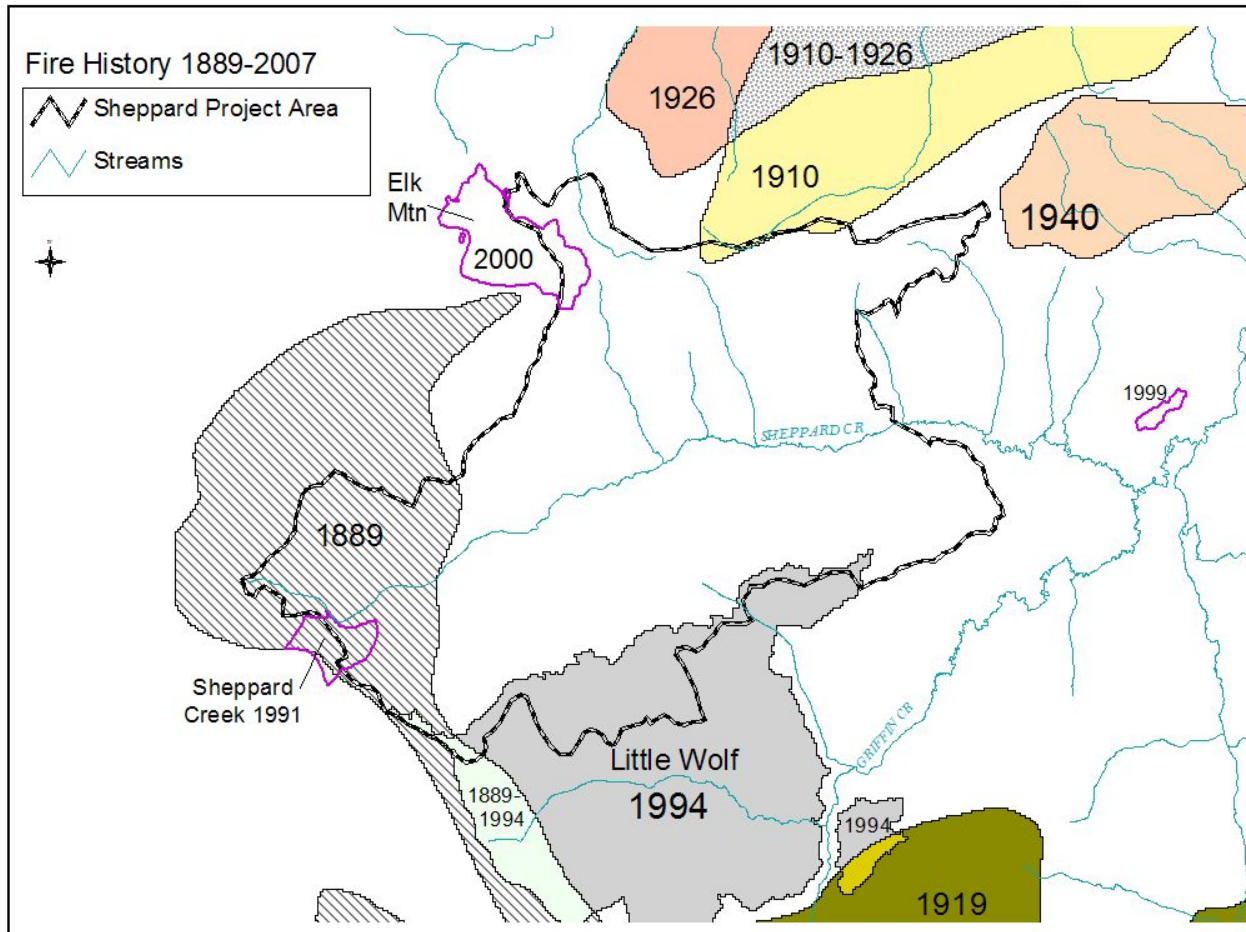 Fire History 1889-2007
Sheppard Project Area
Streams
1910-1926
1926
1910
1940
Elk
Mtn
2000
1999
SHEPPARD CR
1889
Sheppard
Creek 1991
GRIFFIN CR
Little Wolf
1994
1889-
1994
1994
1919